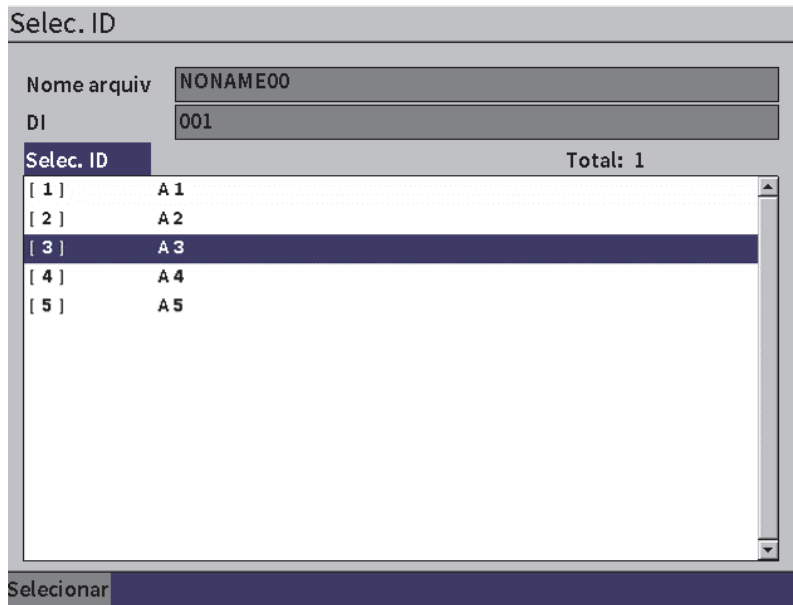 Selec. ID
Nome arquiv NONAME00
DI 001
Selec. ID Total: 1
[ 1 ] A 1
[ 2 ] A 2
[ 3 ] A 3
[ 4 ] A 4
[ 5 ] A 5
Selecionar